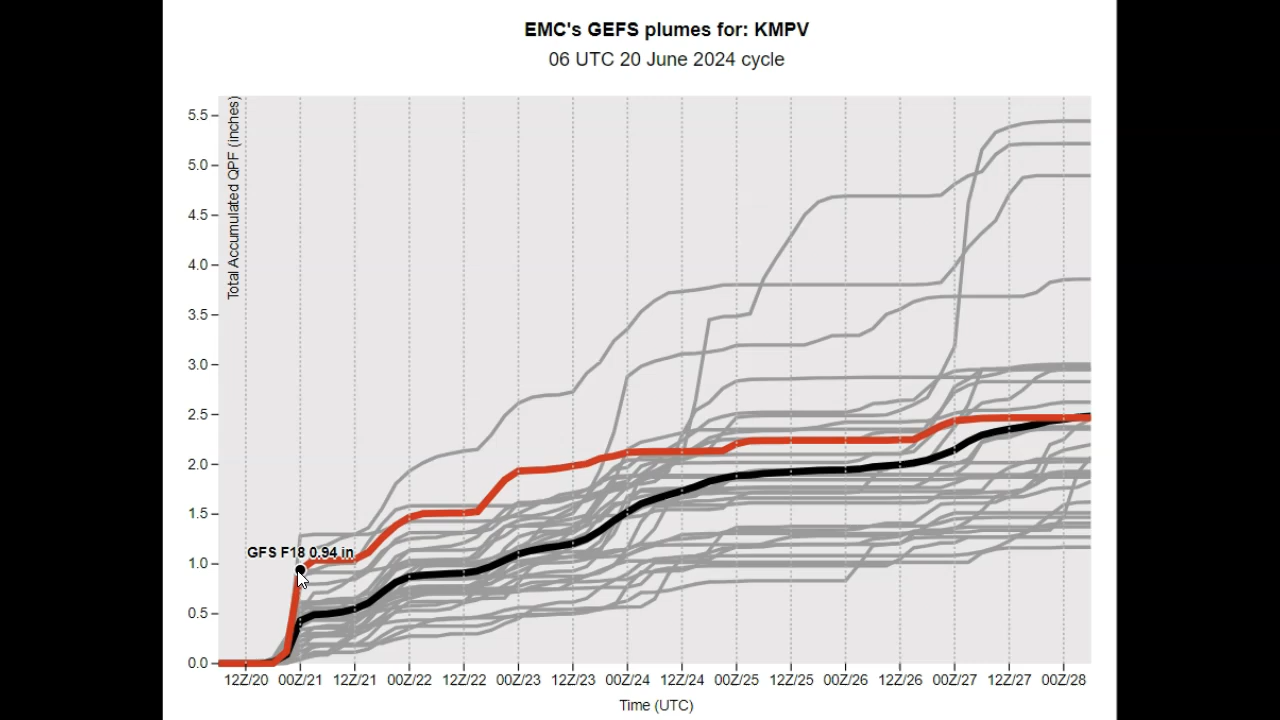 EMC's GEFS plumes for: KMPV
06 UTC 20 June 2024 cycle
Total Accumulated QPF (inches)
5.5
5.0
4.5
4.0
3.5
3.0
2.5
2.0
1.5
1.0
0.5
0.0
GFS F18 0.94 in
12Z/20 00Z/21 12Z/21 00Z/22 12Z/22 00Z/23 12Z/23 00Z/24 12Z/24 00Z/25 12Z/25 00Z/26 12Z/26 00Z/27 12Z/27 00Z/28
Time (UTC)